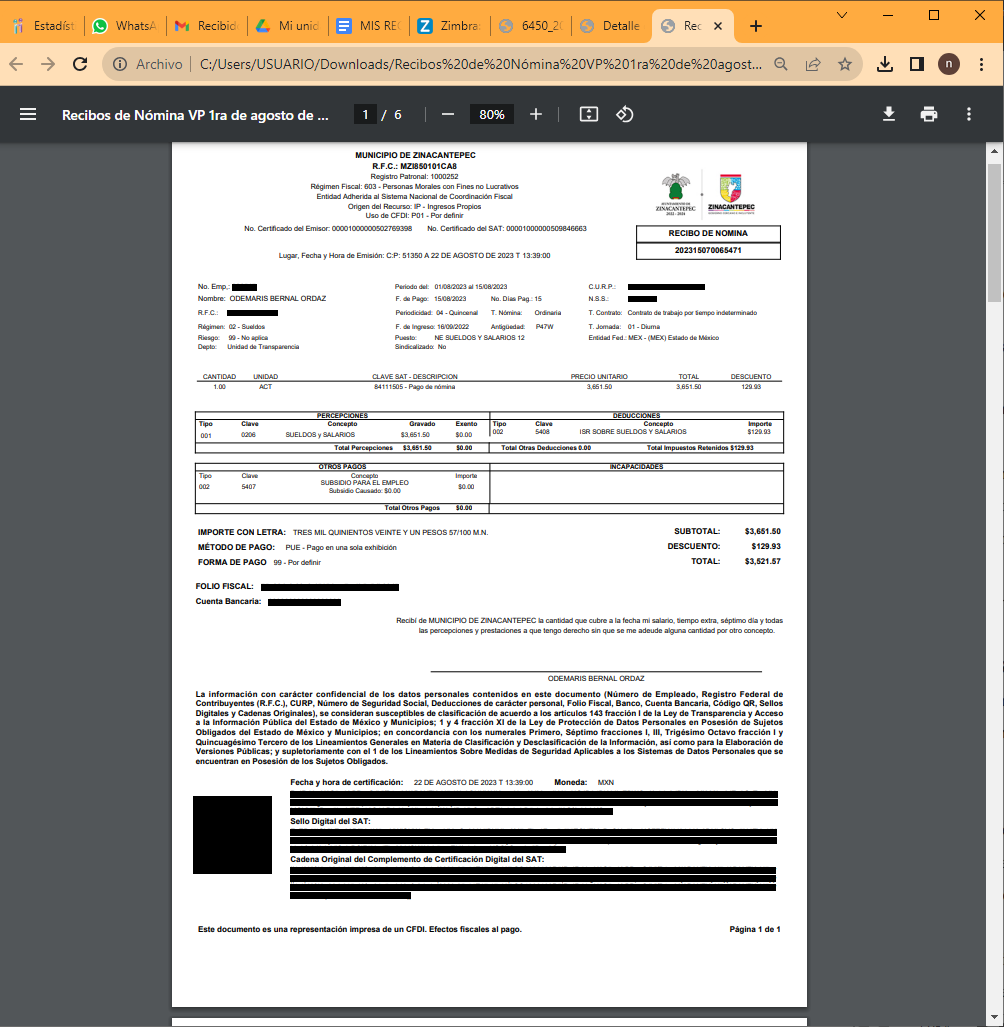 Estadíst
WhatsA
Recibid
Mi unid
MIS REC
Zimbra
6450_20
Detalle
Rec
Archivo C:/Users/USUARIO/Downloads/Recibos%20de%20Nómina%20VP%201ra%20de%20agost...
n
Recibos de Nómina VP 1ra de agosto de ... 1 / 6 80%
MUNICIPIO DE ZINACANTEPEC
R.F.C.: MZI850101CA8
Registro Patronal: 1000252
Régimen Fiscal: 603 - Personas Morales con Fines no Lucrativos
Entidad Adherida al Sistema Nacional de Coordinación Fiscal
Origen del Recurso: IP - Ingresos Propios
Uso de CFDI: P01 - Por definir
No. Certificado del Emisor: 00001000000502769398 No. Certificado del SAT: 00001000000509846663
ZINACANTEPEC
ZINACANTEPEC
RECIBO DE NOMINA
202315070065471
Lugar, Fecha y Hora de Emisión: C:P: 51350 A 22 DE AGOSTO DE 2023 T 13:39:00
No. Emp.: Período del: 01/08/2023 al 15/08/2023 C.U.R.P.:
Nombre: ODEMARIS BERNAL ORDAZ F. de Pago: 15/08/2023 No. Días Pag.: 15 N.S.S.:
R.F.C.: Periodicidad: 04 - Quincenal T. Nómina: Ordinaria T. Contrato: Contrato de trabajo por tiempo indeterminado
Régimen: 02 - Sueldos F. de Ingreso: 16/09/2022 Antigüedad: P47W T. Jornada: 01 - Diurna
Riesgo: 99 - No aplica Puesto: NE SUELDOS Y SALARIOS 12 Entidad Fed.: MEX - (MEX) Estado de México
Depto: Unidad de Transparencia Sindicalizado: No
CANTIDAD UNIDAD CLAVE SAT - DESCRIPCION PRECIO UNITARIO TOTAL DESCUENTO
1.00 ACT 84111505 - Pago de nómina 3,651.50 3,651.50 129.93
PERCEPCIONES DEDUCCIONES
Tipo Clave Concepto Gravado Exento Tipo Clave Concepto Importe
001 0206 SUELDOS y SALARIOS $3,651.50 $0.00 002 5408 ISR SOBRE SUELDOS Y SALARIOS $129.93
Total Percepciones $3,651.50 $0.00 Total Otras Deducciones 0.00 Total Impuestos Retenidos $129.93
OTROS PAGOS INCAPACIDADES
Tipo Clave Concepto Importe
002 5407 SUBSIDIO PARA EL EMPLEO $0.00
Subsidio Causado: $0.00
Total Otros Pagos $0.00
IMPORTE CON LETRA: TRES MIL QUINIENTOS VEINTE Y UN PESOS 57/100 M.N. SUBTOTAL: $3,651.50
MÉTODO DE PAGO: PUE - Pago en una sola exhibición DESCUENTO: $129.93
FORMA DE PAGO 99 - Por definir TOTAL: $3,521.57
FOLIO FISCAL:
Cuenta Bancaria:
Recibí de MUNICIPIO DE ZINACANTEPEC la cantidad que cubre a la fecha mi salario, tiempo extra, séptimo día y todas
las percepciones y prestaciones a que tengo derecho sin que se me adeude alguna cantidad por otro concepto.
ODEMARIS BERNAL ORDAZ
La información con carácter confidencial de los datos personales contenidos en este documento (Número de Empleado, Registro Federal de
Contribuyentes (R.F.C.), CURP, Número de Seguridad Social, Deducciones de carácter personal, Folio Fiscal, Banco, Cuenta Bancaria, Código QR, Sellos
Digitales y Cadenas Originales), se consideran susceptibles de clasificación de acuerdo a los artículos 143 fracción I de la Ley de Transparencia y Acceso
a la Información Pública del Estado de México y Municipios; 1 y 4 fracción XI de la Ley de Protección de Datos Personales en Posesión de Sujetos
Obligados del Estado de México y Municipios; en concordancia con los numerales Primero, Séptimo fracciones I, III, Trigésimo Octavo fracción I y
Quincuagésimo Tercero de los Lineamientos Generales en Materia de Clasificación y Desclasificación de la Información, así como para la Elaboración de
Versiones Públicas; y supletoriamente con el 1 de los Lineamientos Sobre Medidas de Seguridad Aplicables a los Sistemas de Datos Personales que se
encuentran en Posesión de los Sujetos Obligados.
Fecha y hora de certificación: 22 DE AGOSTO DE 2023 T 13:39:00 Moneda: MXN
Sello Digital del SAT:
Cadena Original del Complemento de Certificación Digital del SAT:
Este documento es una representación impresa de un CFDI. Efectos fiscales al pago. Página 1 de 1